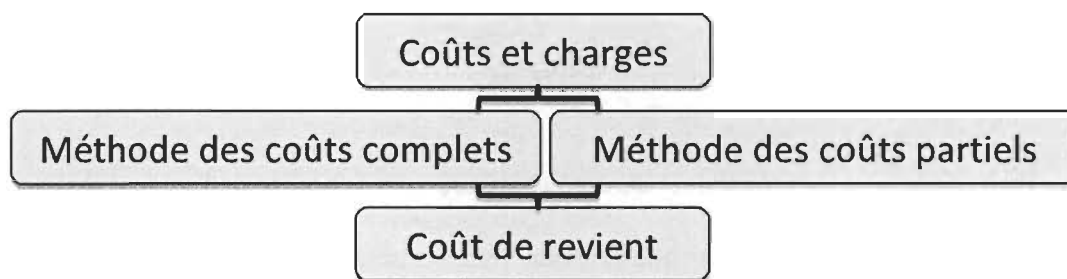 Coûts et charges
Méthode des coûts complets
Méthode des coûts partiels
Coût de revient